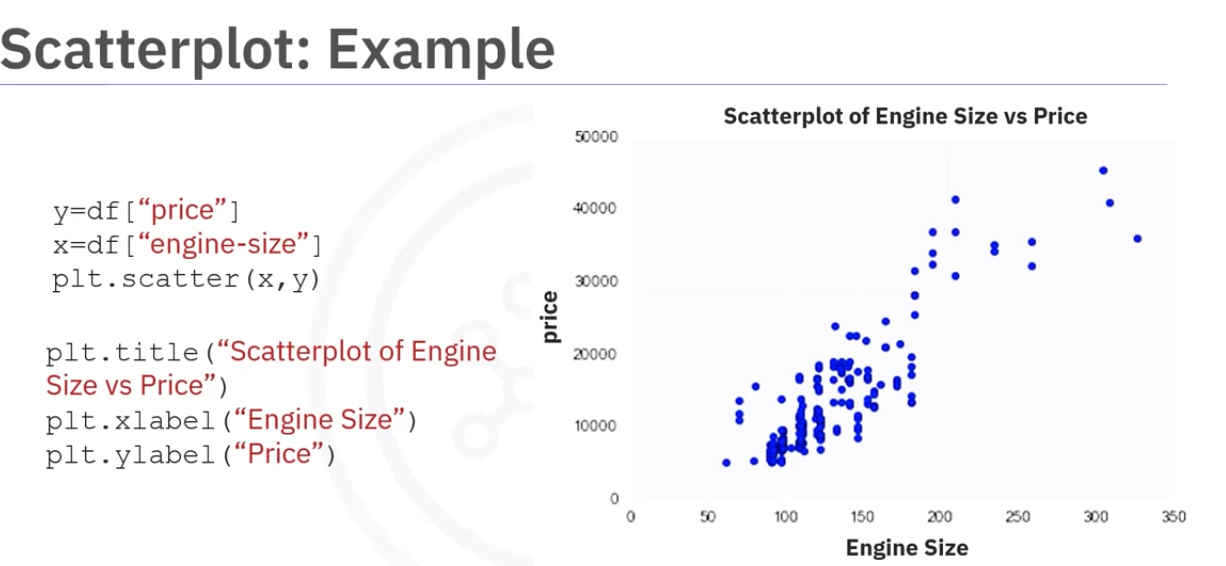 Scatterplot: Example
y=df[“price”]
x=df[“engine-size”]
plt.scatter(x,y)
plt.title(“Scatterplot of Engine
Size vs Price”)
plt.xlabel(“Engine Size”)
plt.ylabel(“Price”)
Scatterplot of Engine Size vs Price
50000
40000
30000
20000
10000
0
price
0 50 100 150 200 250 300 350
Engine Size